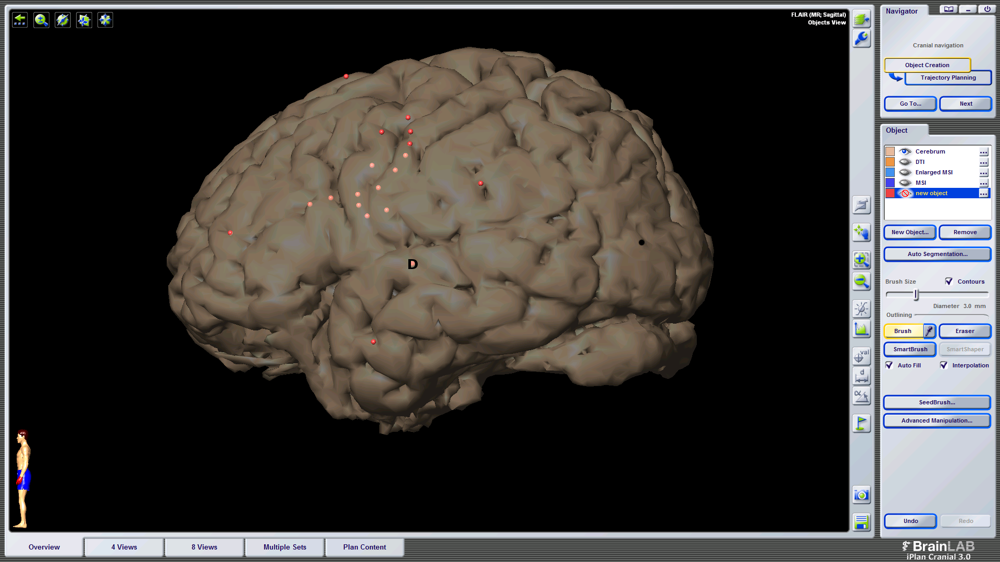 FLAIR (MR; Sagittal)
Objects View
D
Overview
4 Views
8 Views
Multiple Sets
Plan Content
val
d
α
Navigator
Cranial navigation
Object Creation
Trajectory Planning
Go To...
Next
Object
Cerebrum ...
DTI ...
Enlarged MSI ...
MSI ...
new object ...
New Object...
Remove
Auto Segmentation...
Brush Size
Contours
Diameter 3.0 mm
Outlining
Brush
Eraser
SmartBrush
SmartShaper
Auto Fill
Interpolation
SeedBrush...
Advanced Manipulation...
Undo
Redo
BrainLAB
iPlan Cranial 3.0